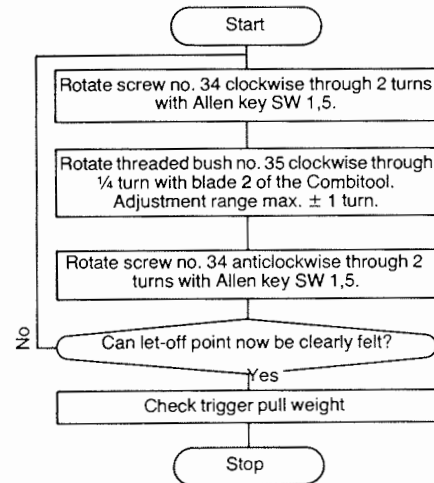 Start
Rotate screw no. 34 clockwise through 2 turns
with Allen key SW 1,5.
Rotate threaded bush no. 35 clockwise through
¼ turn with blade 2 of the Combitool.
Adjustment range max. ± 1 turn.
Rotate screw no. 34 anticlockwise through 2
turns with Allen key SW 1,5.
No
Can let-off point now be clearly felt?
Yes
Check trigger pull weight
Stop